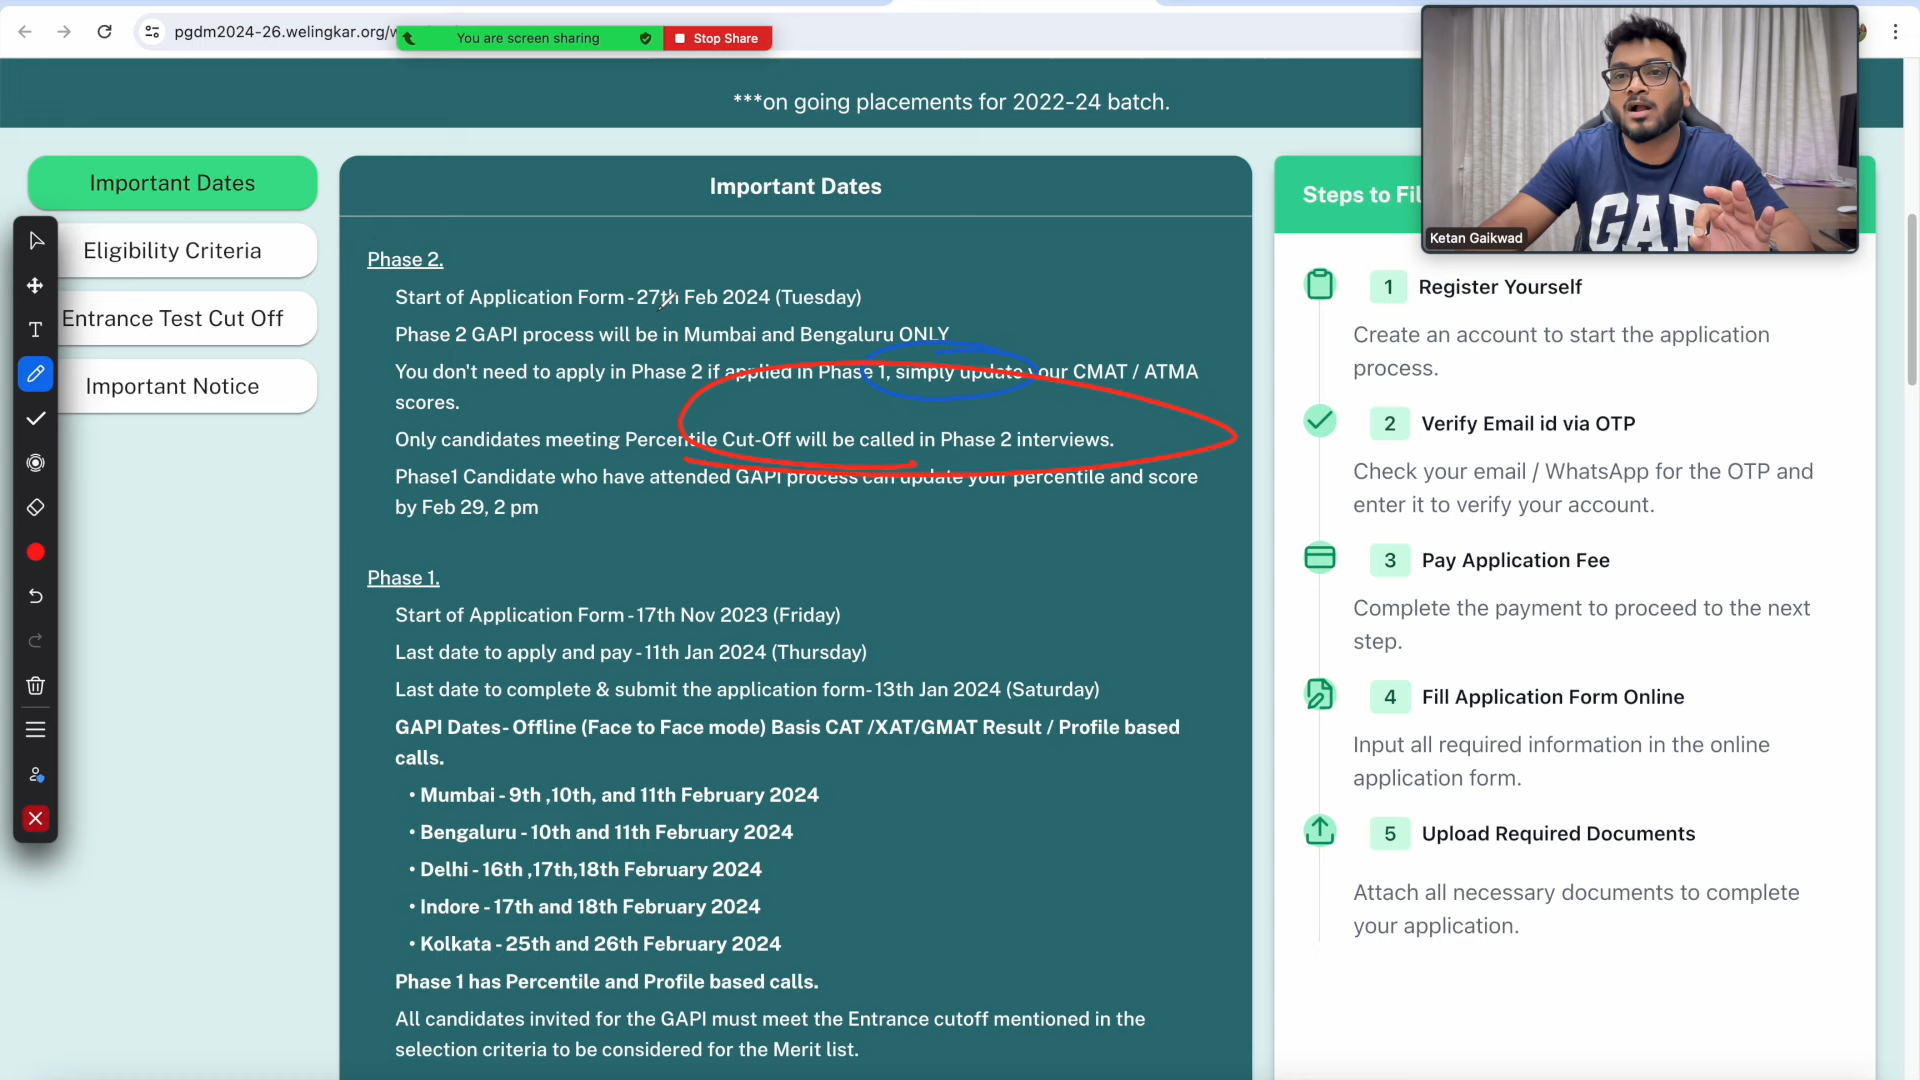 pgdm2024-26.welingkar.org/w
You are screen sharing
Stop Share
***on going placements for 2022-24 batch.
Important Dates
Eligibility Criteria
Entrance Test Cut Off
Important Notice
Important Dates
Phase 2.
Start of Application Form - 27th Feb 2024 (Tuesday)
Phase 2 GAPI process will be in Mumbai and Bengaluru ONLY
You don't need to apply in Phase 2 if applied in Phase 1, simply update your CMAT / ATMA
scores.
Only candidates meeting Percentile Cut-Off will be called in Phase 2 interviews.
Phase1 Candidate who have attended GAPI process can update your percentile and score
by Feb 29, 2 pm
Phase 1.
Start of Application Form - 17th Nov 2023 (Friday)
Last date to apply and pay - 11th Jan 2024 (Thursday)
Last date to complete & submit the application form- 13th Jan 2024 (Saturday)
GAPI Dates- Offline (Face to Face mode) Basis CAT /XAT/GMAT Result / Profile based
calls.
• Mumbai - 9th ,10th, and 11th February 2024
• Bengaluru - 10th and 11th February 2024
• Delhi - 16th ,17th,18th February 2024
• Indore - 17th and 18th February 2024
• Kolkata - 25th and 26th February 2024
Phase 1 has Percentile and Profile based calls.
All candidates invited for the GAPI must meet the Entrance cutoff mentioned in the
selection criteria to be considered for the Merit list.
Steps to Fil
GAP
Ketan Gaikwad
1 Register Yourself
Create an account to start the application
process.
2 Verify Email id via OTP
Check your email / WhatsApp for the OTP and
enter it to verify your account.
3 Pay Application Fee
Complete the payment to proceed to the next
step.
4 Fill Application Form Online
Input all required information in the online
application form.
5 Upload Required Documents
Attach all necessary documents to complete
your application.